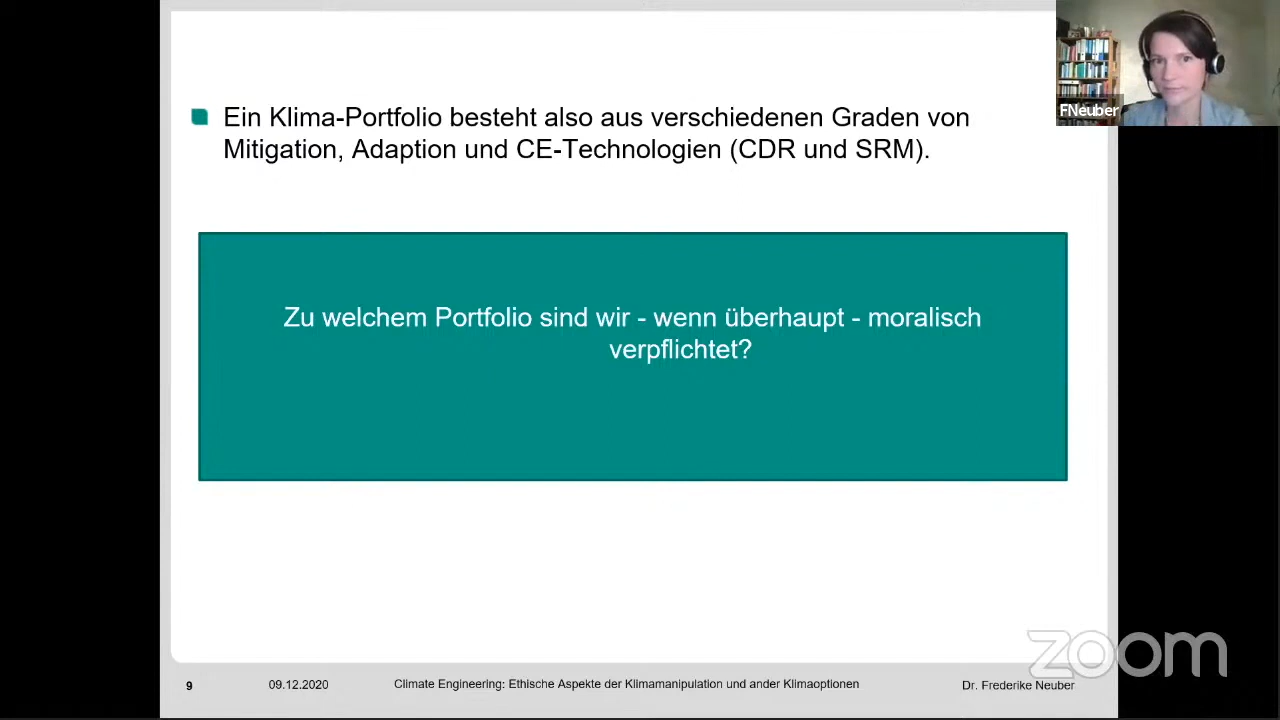 Ein Klima-Portfolio besteht also aus verschiedenen Graden von
Mitigation, Adaption und CE-Technologien (CDR und SRM).
FNeuber
Zu welchem Portfolio sind wir - wenn überhaupt - moralisch
verpflichtet?
zoom
9
09.12.2020
Climate Engineering: Ethische Aspekte der Klimamanipulation und ander Klimaoptionen
Dr. Frederike Neuber